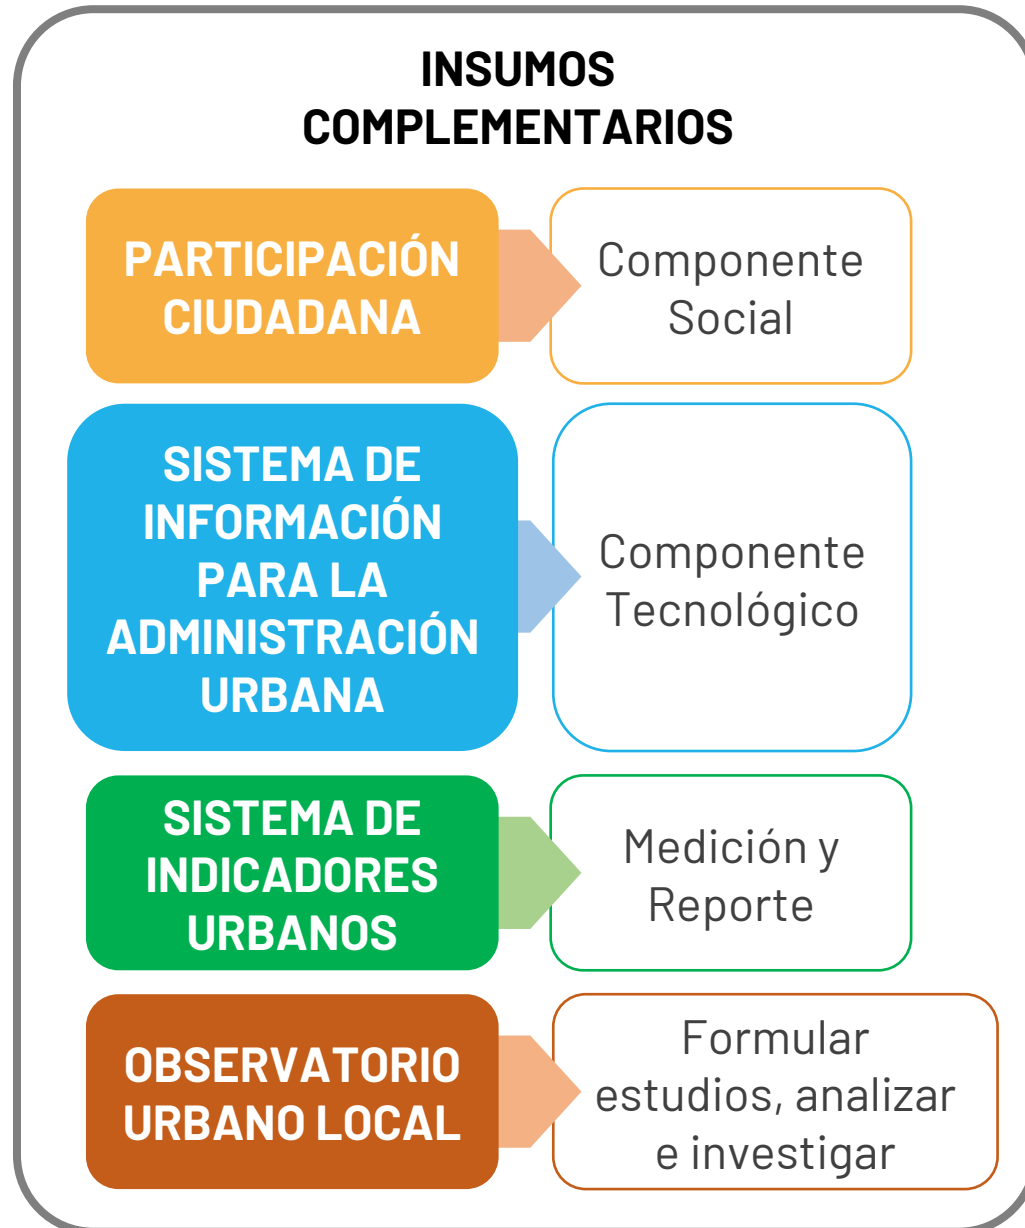 INSUMOS
COMPLEMENTARIOS
PARTICIPACIÓN
CIUDADANA
Componente
Social
SISTEMA DE
INFORMACIÓN
PARA LA
ADMINISTRACIÓN
URBANA
Componente
Tecnológico
SISTEMA DE
INDICADORES
URBANOS
Medición y
Reporte
OBSERVATORIO
URBANO LOCAL
Formular
estudios, analizar
e investigar